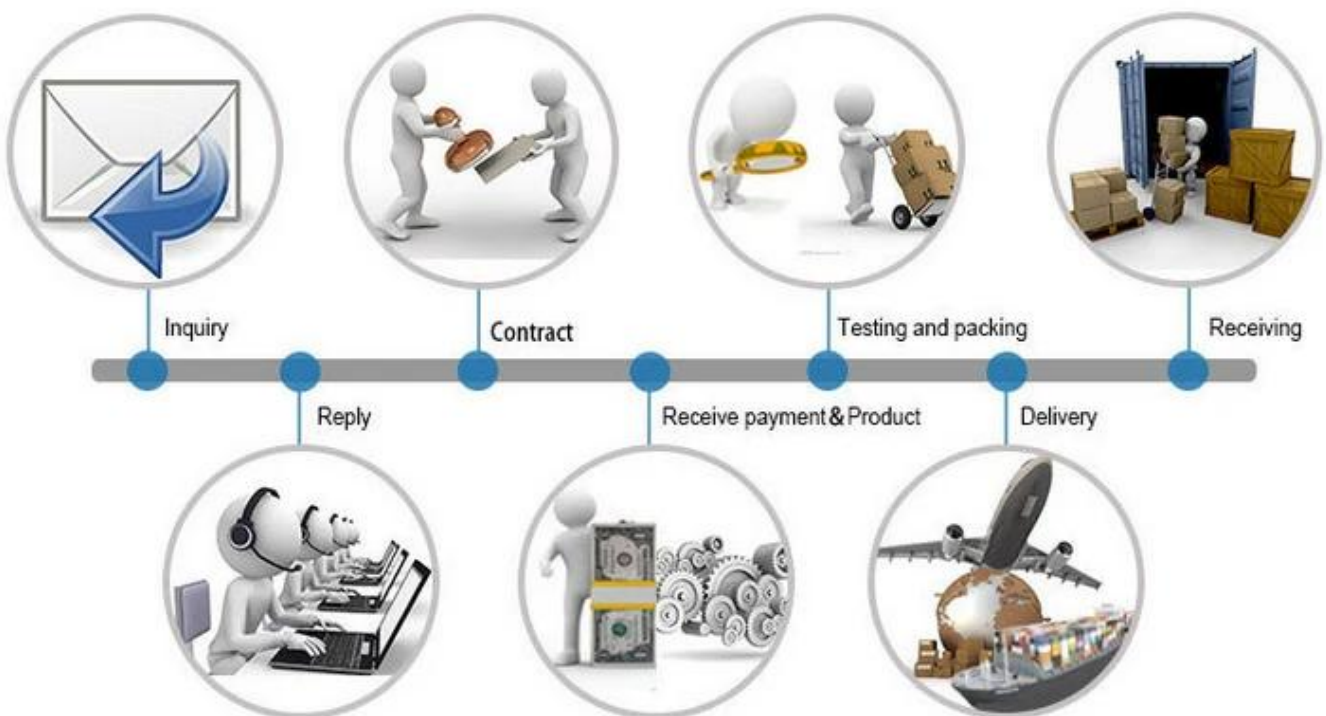 Inquiry
Contract
Testing and packing
Receiving
Reply
Receive payment&Product
Delivery